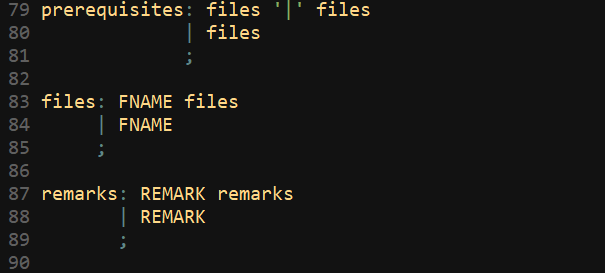 79 prerequisites: files '|' files
80              | files
81              ;
82
83 files: FNAME files
84      | FNAME
85      ;
86
87 remarks: REMARK remarks
88        | REMARK
89        ;
90